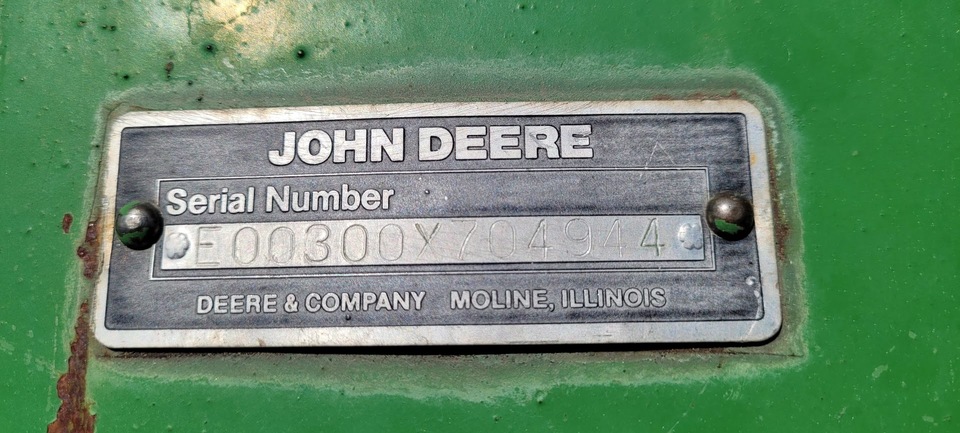 JOHN DEERE
Serial Number
E00300X704944
DEERE & COMPANY MOLINE, ILLINOIS